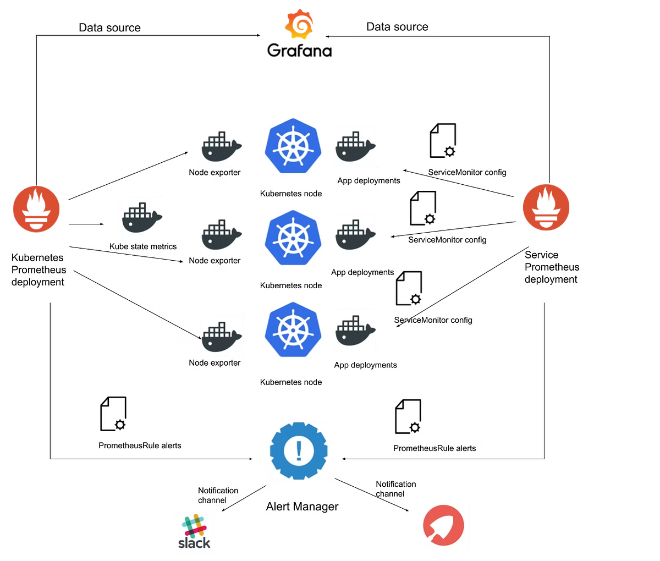 Data source
Data source
Grafana
Node exporter
Kubernetes node
App deployments
ServiceMonitor config
Kube state metrics
Node exporter
Kubernetes node
App deployments
ServiceMonitor config
Kubernetes
Prometheus
deployment
Service
Prometheus
deployment
Node exporter
Kubernetes node
App deployments
ServiceMonitor config
PrometheusRule alerts
PrometheusRule alerts
Alert Manager
Notification
channel
Notification
channel
slack